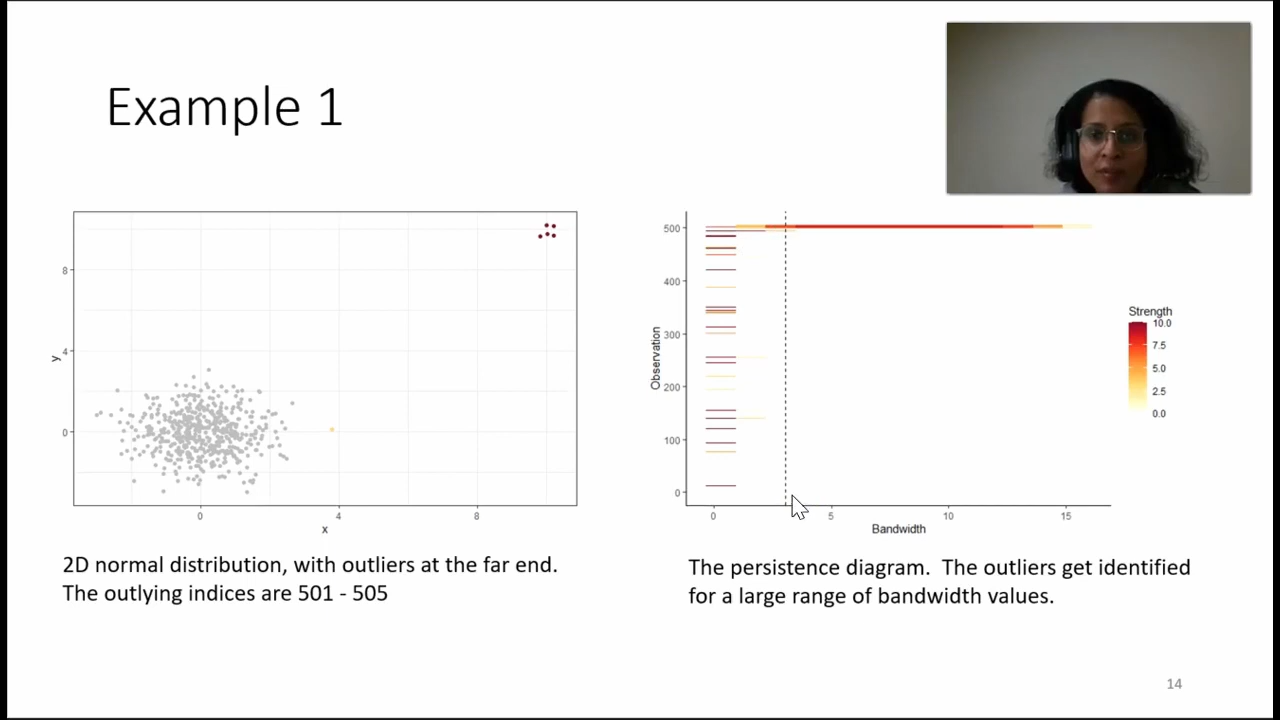 Example 1
8
4
0
y
0
4
8
x
500
400
300
200
100
0
Observation
0
5
10
15
Bandwidth
Strength
10.0
7.5
5.0
2.5
0.0
2D normal distribution, with outliers at the far end.
The outlying indices are 501 - 505
The persistence diagram.  The outliers get identified
for a large range of bandwidth values.
14